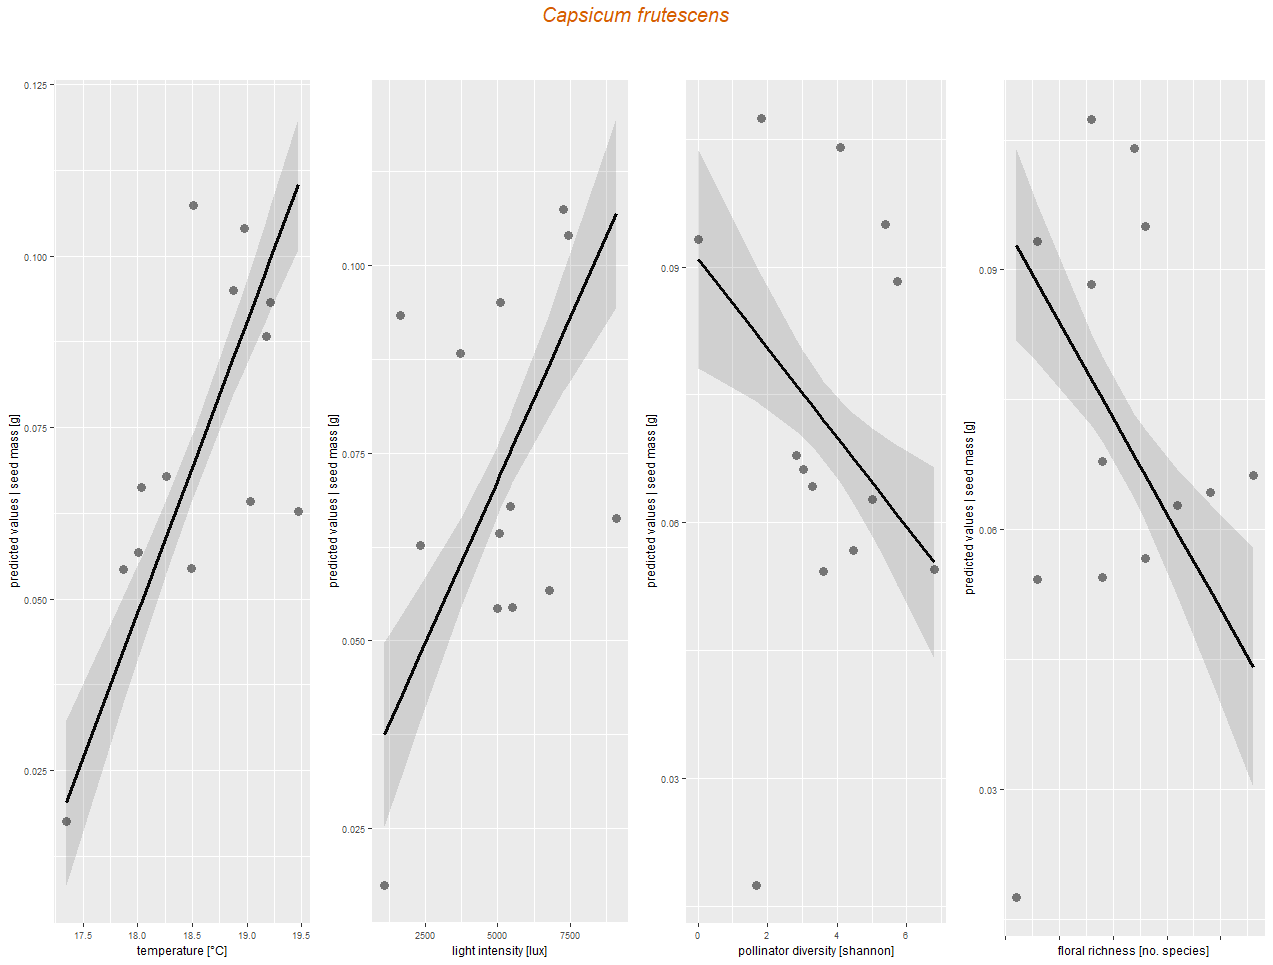 Capsicum frutescens
predicted values | seed mass [g]
0.125
0.100
0.075
0.050
0.025
17.5 18.0 18.5 19.0 19.5
temperature [°C]
predicted values | seed mass [g]
0.100
0.075
0.050
0.025
2500 5000 7500
light intensity [lux]
predicted values | seed mass [g]
0.09
0.06
0.03
0 2 4 6
pollinator diversity [shannon]
predicted values | seed mass [g]
0.09
0.06
0.03
floral richness [no. species]